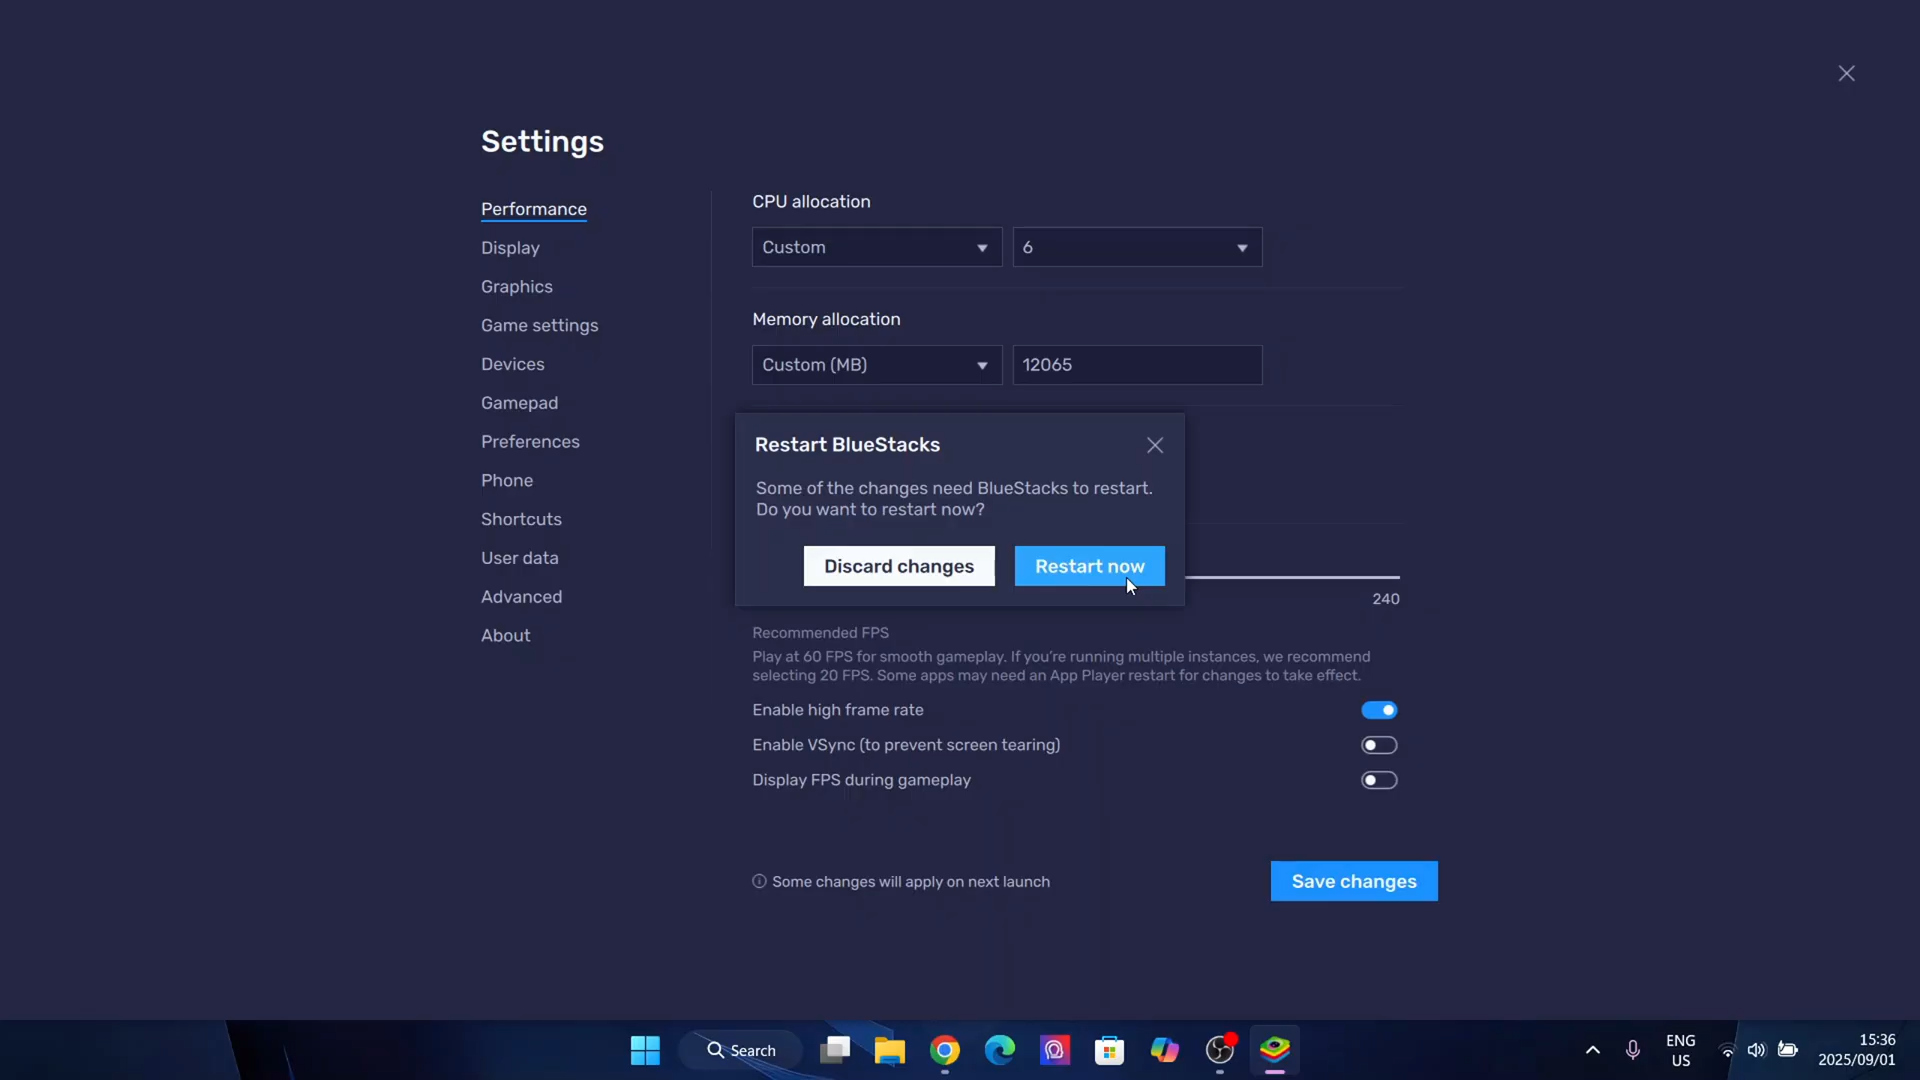 Settings
Performance
Display
Graphics
Game settings
Devices
Gamepad
Preferences
Phone
Shortcuts
User data
Advanced
About
CPU allocation
Custom
6
Memory allocation
Custom (MB)
12065
Restart BlueStacks
Some of the changes need BlueStacks to restart.
Do you want to restart now?
Discard changes
Restart now
240
Recommended FPS
Play at 60 FPS for smooth gameplay. If you're running multiple instances, we recommend
selecting 20 FPS. Some apps may need an App Player restart for changes to take effect.
Enable high frame rate
Enable VSync (to prevent screen tearing)
Display FPS during gameplay
Some changes will apply on next launch
Save changes
Search
ENG
US
15:36
2025/09/01